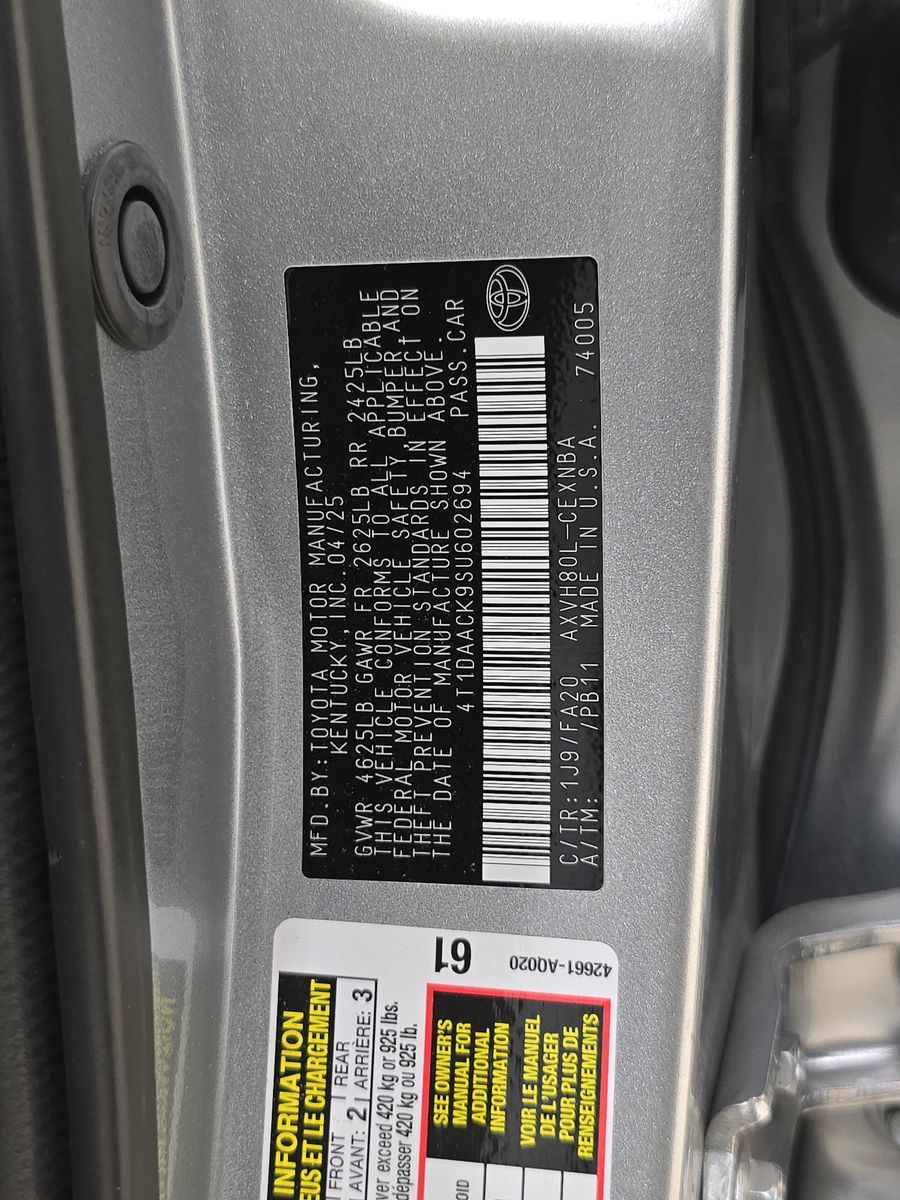 MFD.BY:TOYOTA MOTOR MANUFACTURING,
KENTUCKY, INC. 04/25
GVWR 4625LB GAWR FR 2625LB RR 2425LB
THIS VEHICLE CONFORMS TO ALL APPLICABLE
FEDERAL MOTOR VEHICLE SAFETY, BUMPER AND
THEFT PREVENTION STANDARDS IN EFFECT ON
THE DATE OF MANUFACTURE SHOWN ABOVE.
4T1DAACK9SU602694 PASS.CAR
C/TR:1J9/FA20 AXVH80L-CEXNBA
A/TM: /PB11 MADE IN U.S.A. 74005
INFORMATION
ET LE CHARGEMENT
FRONT REAR
AVANT: 2 ARRIÈRE: 3
exceed 420 kg or 925 lbs.
dépasser 420 kg ou 925 lb.
SEE OWNER'S
MANUAL FOR
ADDITIONAL
INFORMATION
VOIR LE MANUEL
DE L'USAGER
POUR PLUS DE
RENSEIGNEMENTS
61
42661-A0020